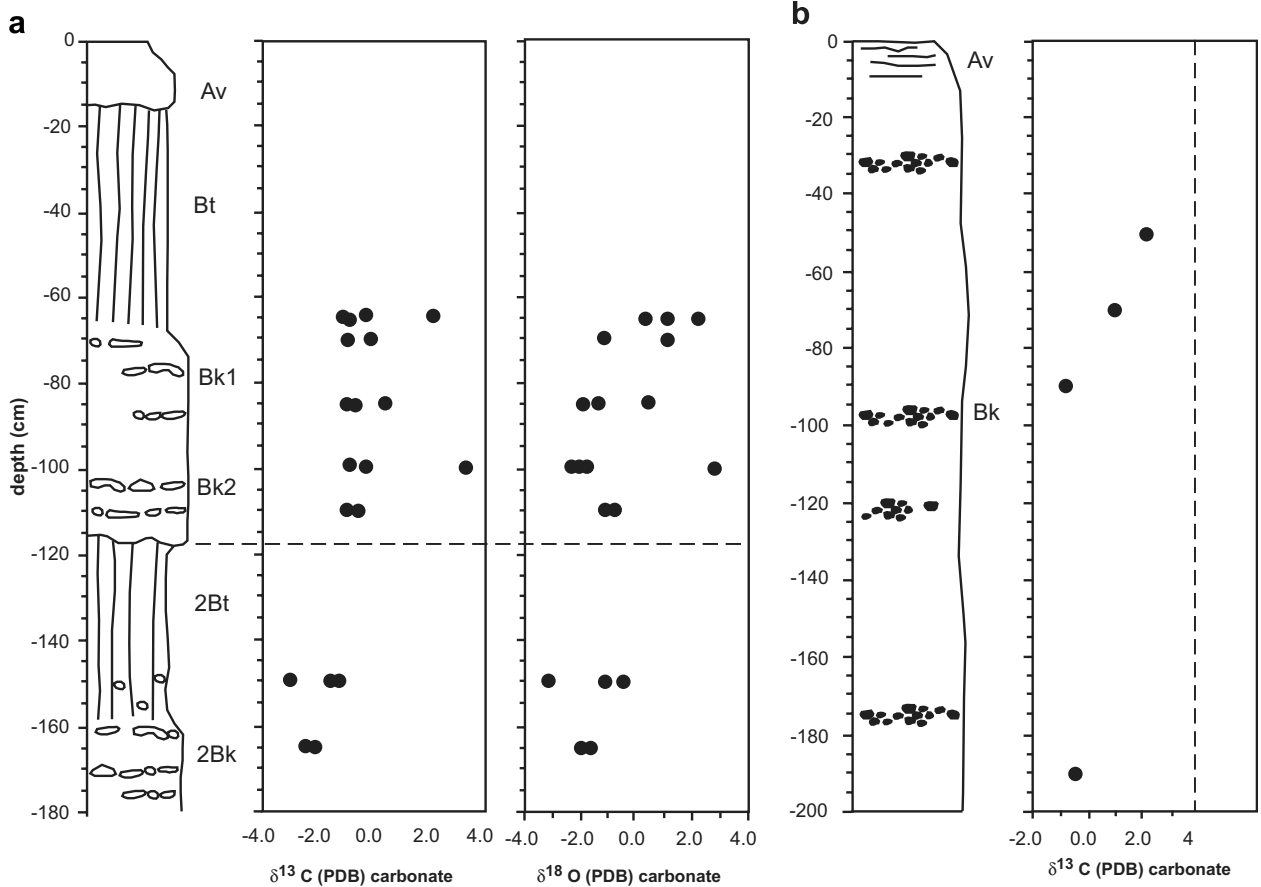 a
0
-20
-40
-60
-80
-100
-120
-140
-160
-180
depth (cm)
Av
Bt
Bk1
Bk2
2Bt
2Bk
-4.0 -2.0 0.0 2.0 4.0
δ13 C (PDB) carbonate
-4.0 -2.0 0.0 2.0 4.0
δ18 O (PDB) carbonate
b
0
-20
-40
-60
-80
-100
-120
-140
-160
-180
-200
Av
Bk
-2.0 0.0 2.0 4
δ13 C (PDB) carbonate